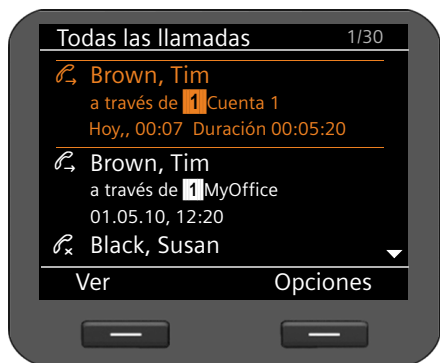 Todas las llamadas 1/30
Brown, Tim
a través de 1 Cuenta 1
Hoy,, 00:07 Duración 00:05:20
Brown, Tim
a través de 1 MyOffice
01.05.10, 12:20
Black, Susan
Ver Opciones